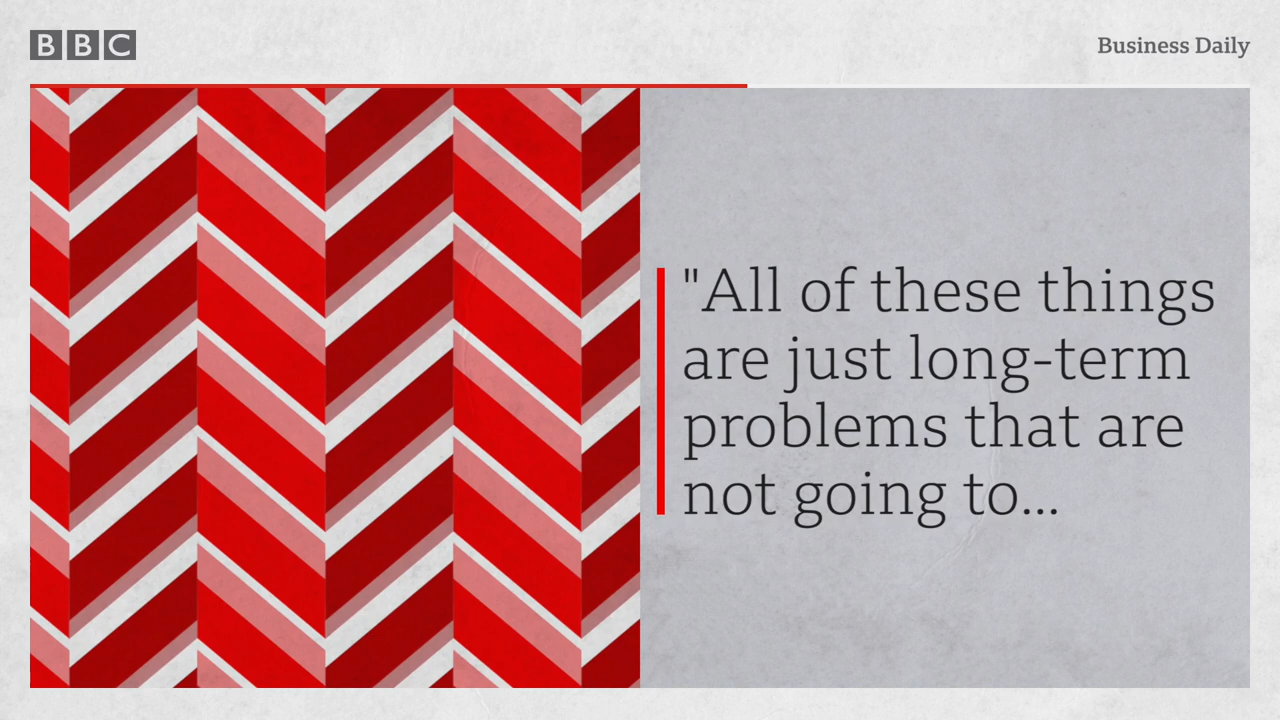 BBC
Business Daily
"All of these things
are just long-term
problems that are
not going to...